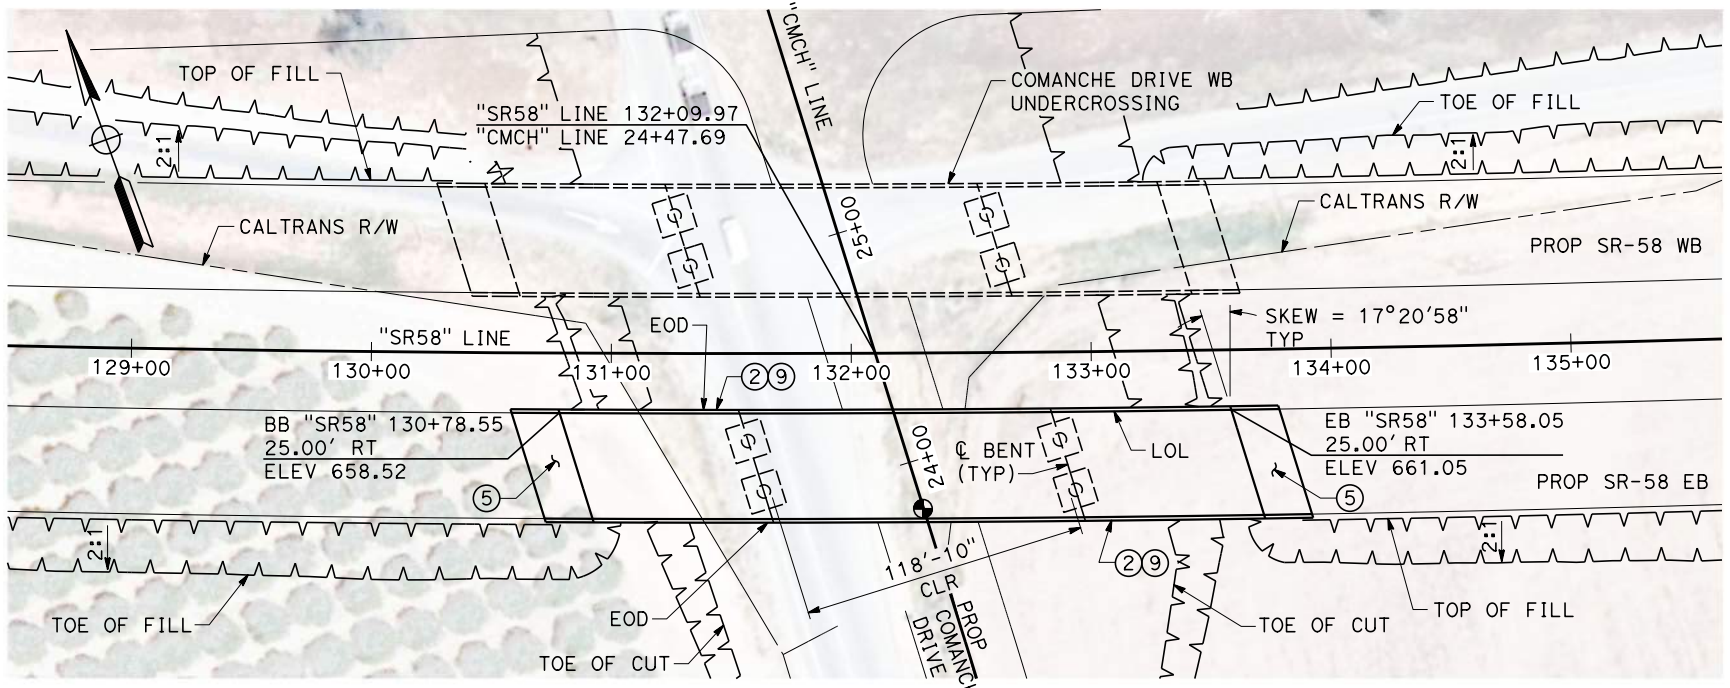 "CMCH" LINE
TOP OF FILL
COMANCHE DRIVE WB
UNDERCROSSING
TOE OF FILL
"SR58" LINE 132+09.97
"CMCH" LINE 24+47.69
2:1
2:1
CALTRANS R/W
CALTRANS R/W
25+00
PROP SR-58 WB
"SR58" LINE
EOD
SKEW = 17°20'58"
TYP
129+00
130+00
131+00
2 9
132+00
133+00
134+00
135+00
BB "SR58" 130+78.55
25.00' RT
ELEV 658.52
24+00
℄ BENT
(TYP)
LOL
EB "SR58" 133+58.05
25.00' RT
ELEV 661.05
5
5
PROP SR-58 EB
2:1
2:1
118'-10"
CLR
2 9
PROP
COMANCH
DRIVE
TOE OF FILL
EOD
TOE OF CUT
TOE OF CUT
TOP OF FILL
G
G
G
G
G
G
G
G